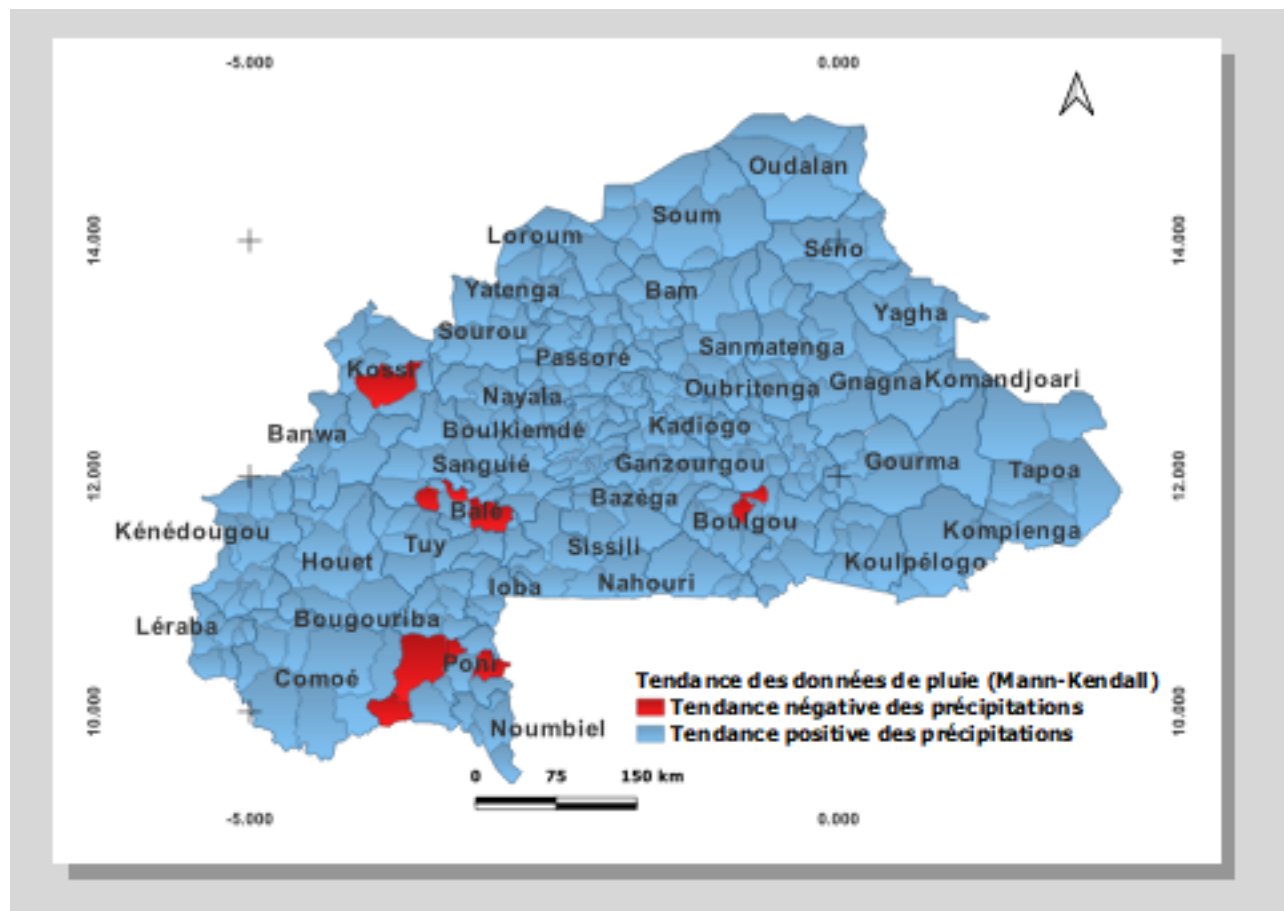 -5.000
0.000
Oudalan
Soum
14.000
Loroum
Séno
14.000
Yatenga
Bam
Yagha
Sourou
Passoré
Sanmatenga
Kossi
Nayala
Oubritenga
Gnagna
Komandjoari
Banwa
Boulkiemdé
Kadiogo
Sanguié
Ganzourgou
Gourma
Tapoa
12.000
Balé
Bazéga
Boulgou
12.000
Kénédougou
Tuy
Sissili
Kompienga
Houet
Koulpélogo
Ioba
Nahouri
Léraba
Bougouriba
Poni
Comoé
Tendance des données de pluie (Mann-Kendall)
10.000
Tendance négative des précipitations
10.000
Noumbiel
Tendance positive des précipitations
0 75 150 km
-5.000
0.000